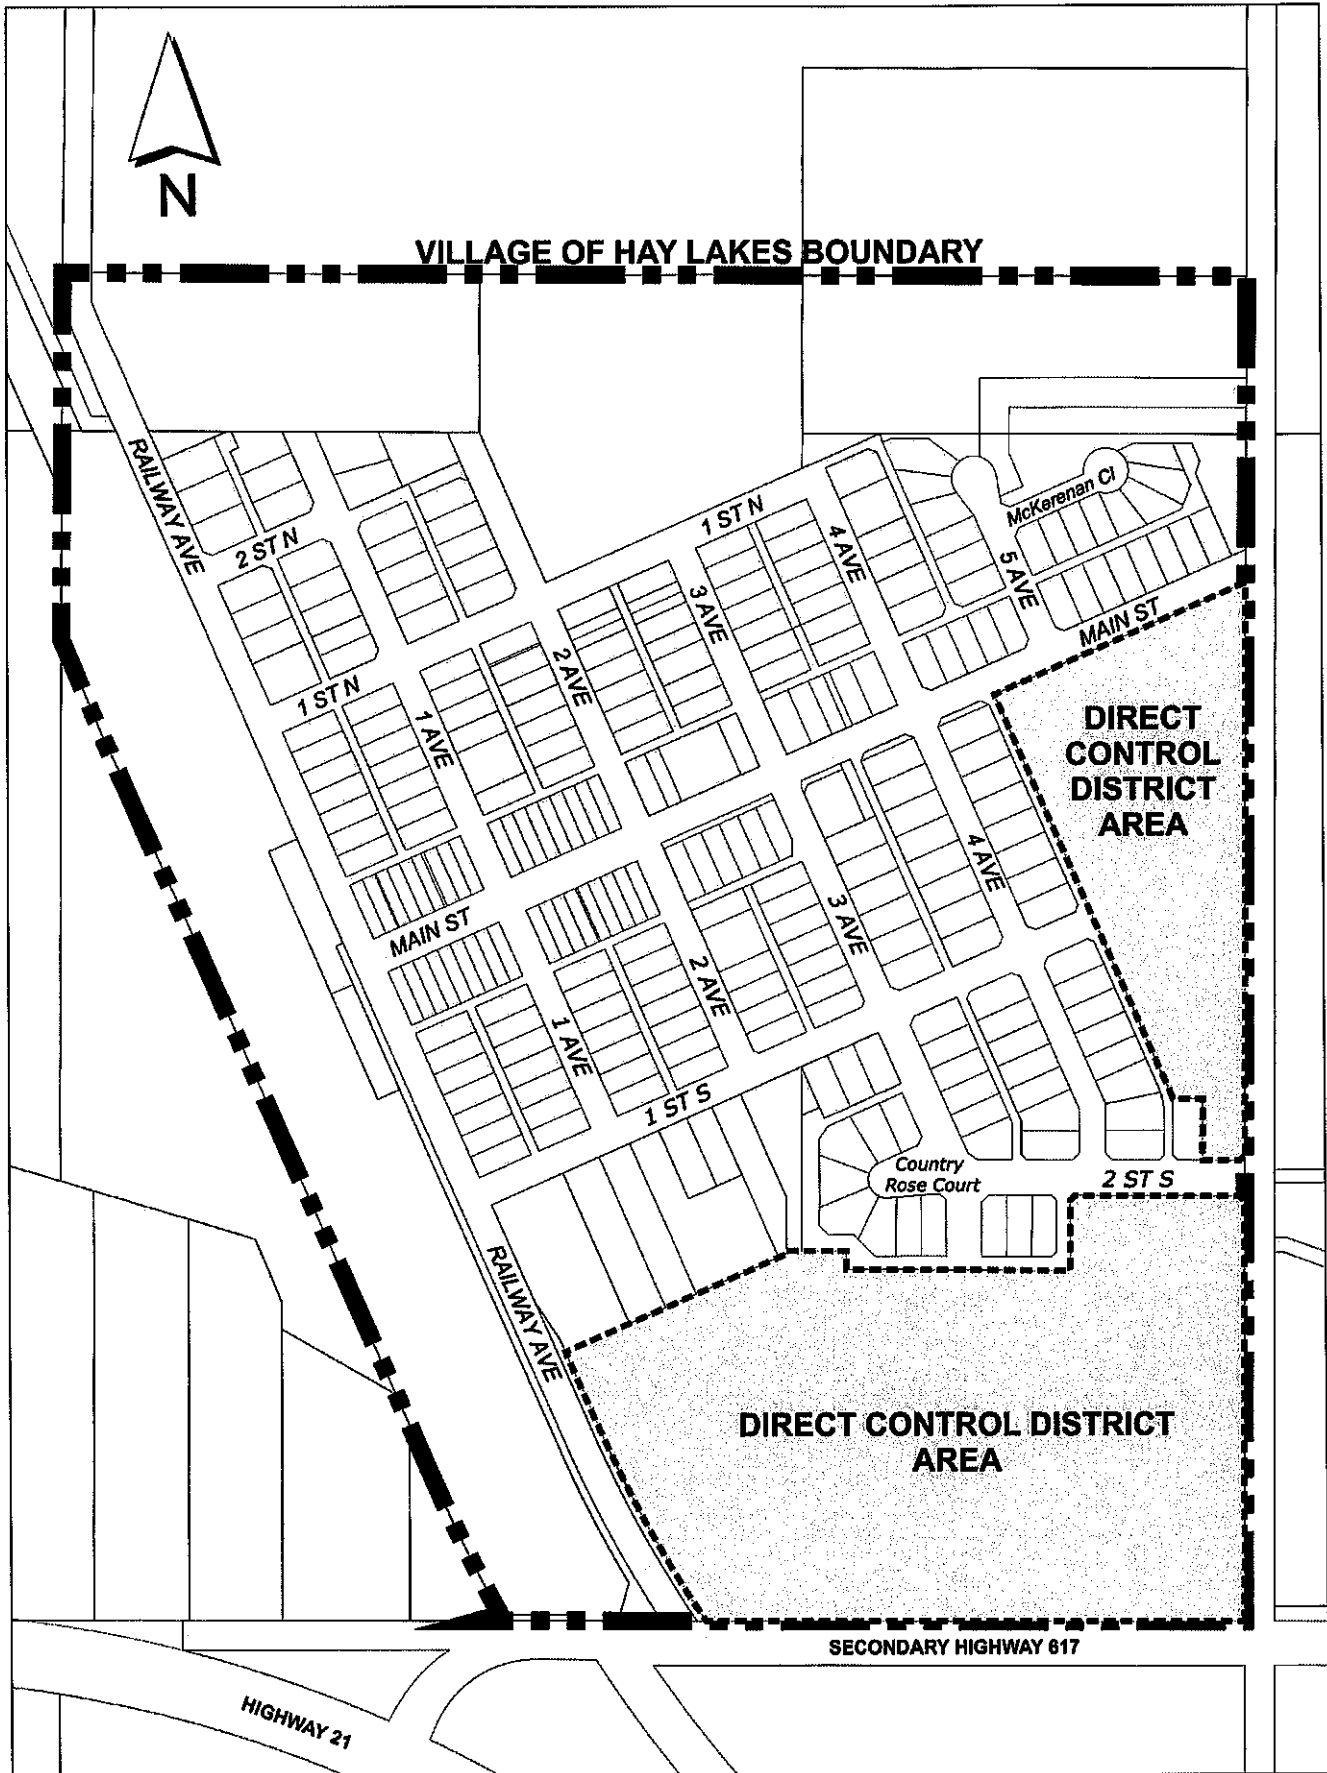 N
VILLAGE OF HAY LAKES BOUNDARY
RAILWAY AVE
2 ST N
1 ST N
McKerenan Cl
4 AVE
5 AVE
3 AVE
MAIN ST
2 AVE
1 ST N
1 AVE
DIRECT
CONTROL
DISTRICT
AREA
4 AVE
3 AVE
MAIN ST
2 AVE
1 AVE
1 ST S
Country
Rose Court
2 ST S
RAILWAY AVE
DIRECT CONTROL DISTRICT
AREA
SECONDARY HIGHWAY 617
HIGHWAY 21